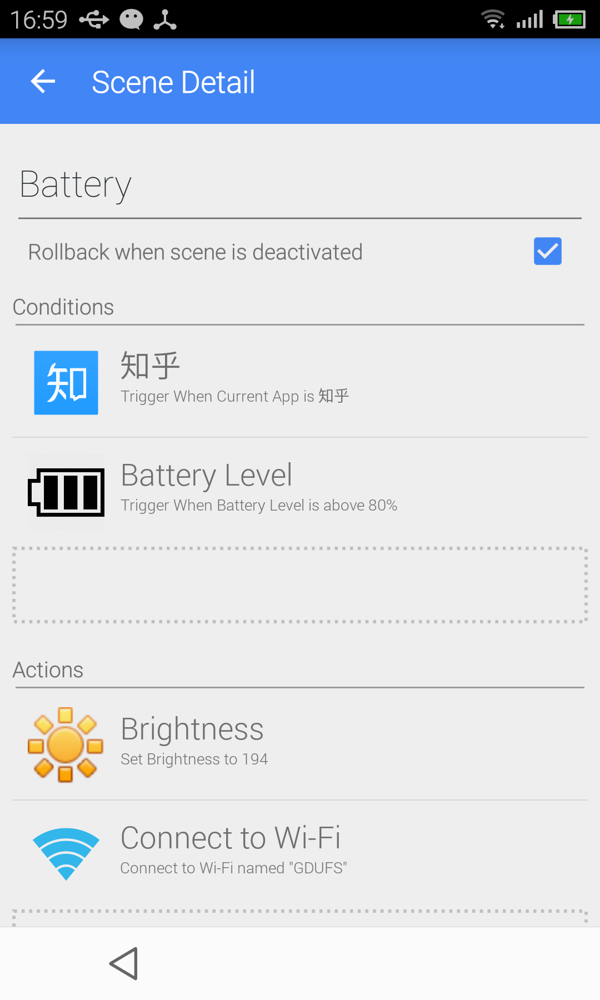 16:59
Scene Detail
Battery
Rollback when scene is deactivated
Conditions
知
知乎
Trigger When Current App is 知乎
Battery Level
Trigger When Battery Level is above 80%
Actions
Brightness
Set Brightness to 194
Connect to Wi-Fi
Connect to Wi-Fi named "GDUFS"